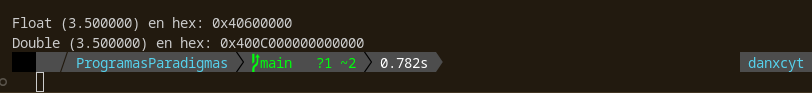 Float (3.500000) en hex: 0x40600000
Double (3.500000) en hex: 0x400C000000000000
ProgramasParadigmas main ?1 ~2 0.782s danxcyt